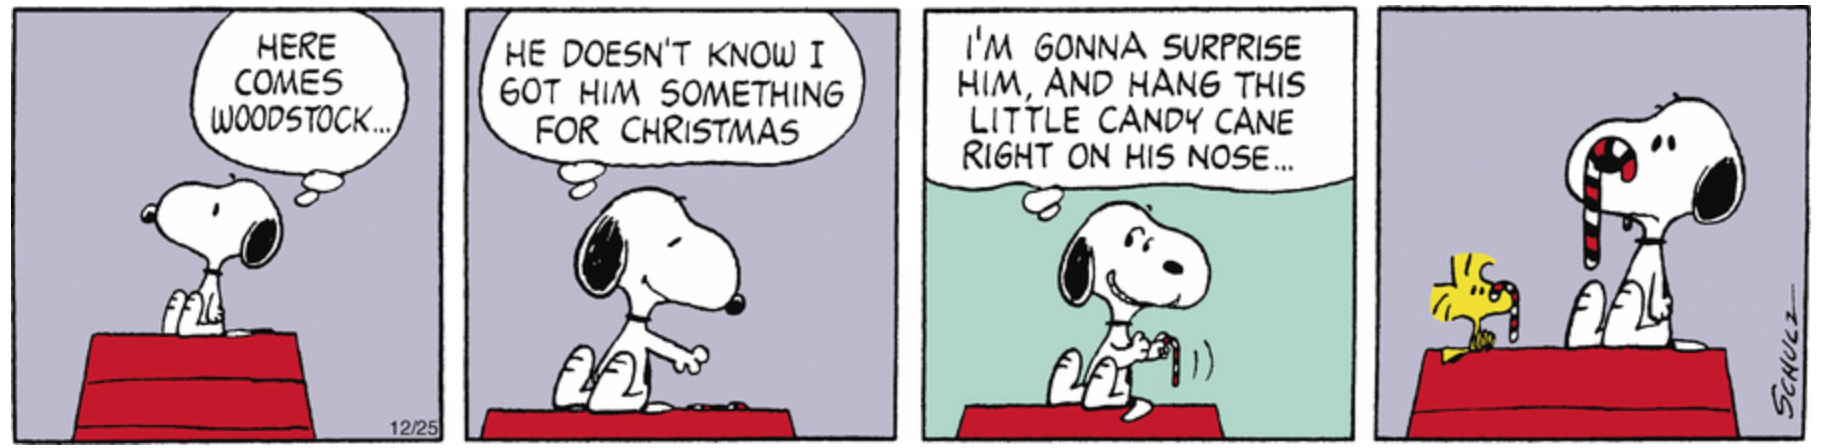 HERE
COMES
WOODSTOCK...
12/25
HE DOESN'T KNOW I
GOT HIM SOMETHING
FOR CHRISTMAS
I'M GONNA SURPRISE
HIM, AND HANG THIS
LITTLE CANDY CANE
RIGHT ON HIS NOSE...
SCHULZ